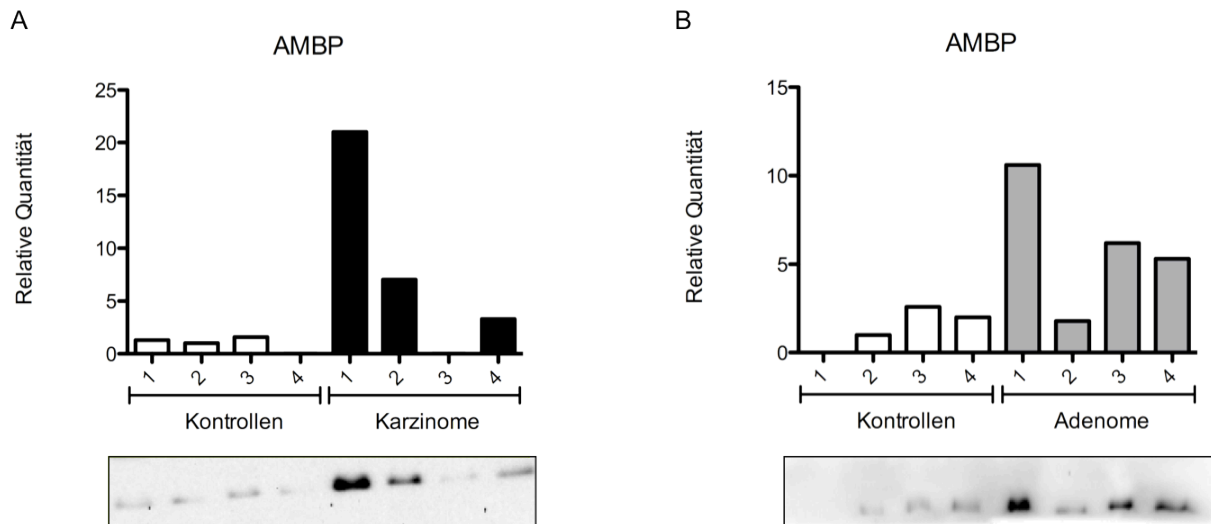 A
AMBP
Relative Quantität
25
20
15
10
5
0
1 2 3 4 1 2 3 4
Kontrollen Karzinome
B
AMBP
Relative Quantität
15
10
5
0
1 2 3 4 1 2 3 4
Kontrollen Adenome